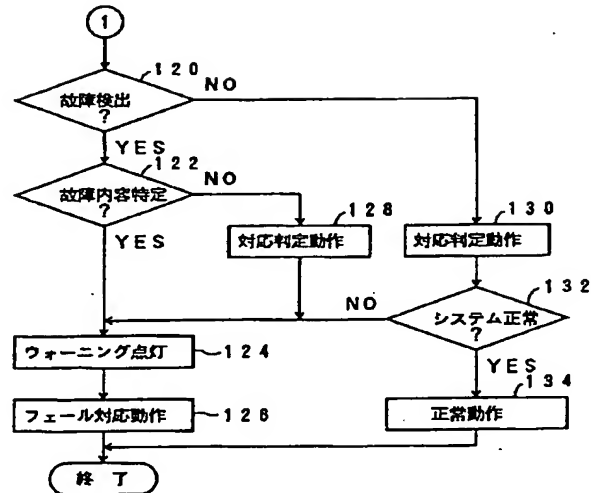 1
120
故障検出
?
NO
YES
122
故障内容特定
?
NO
YES
128
対応判定動作
130
対応判定動作
132
システム正常
?
NO
YES
ウォーニング点灯
124
134
正常動作
フェール対応動作
126
終了